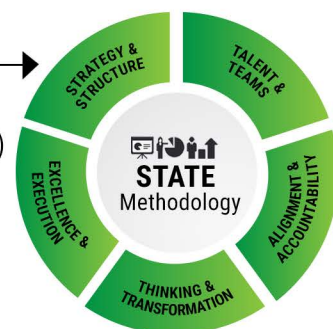 STRATEGY &
STRUCTURE
TALENT &
TEAMS
ALIGNMENT &
ACCOUNTABILITY
THINKING &
TRANSFORMATION
EXCELLENCE &
EXECUTION
STATE
Methodology